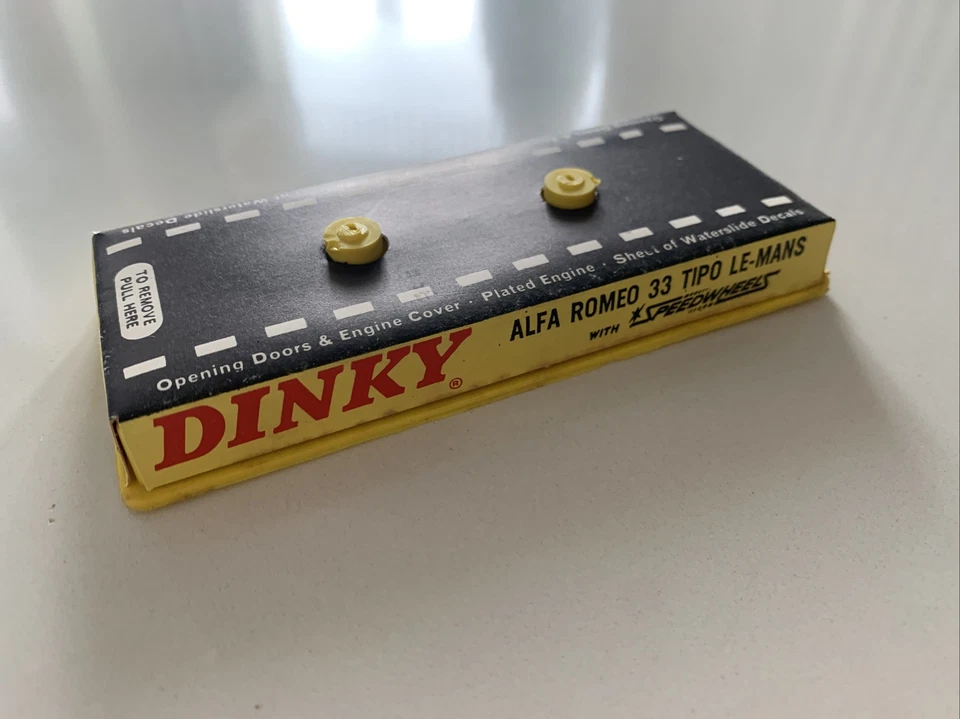 Waterslide Decals
TO REMOVE
PULL HERE
Opening Doors & Engine Cover · Plated Engine · Sheet of Waterslide Decals
DINKY®
ALFA ROMEO 33 TIPO LE-MANS
WITH SPEEDWHEELS